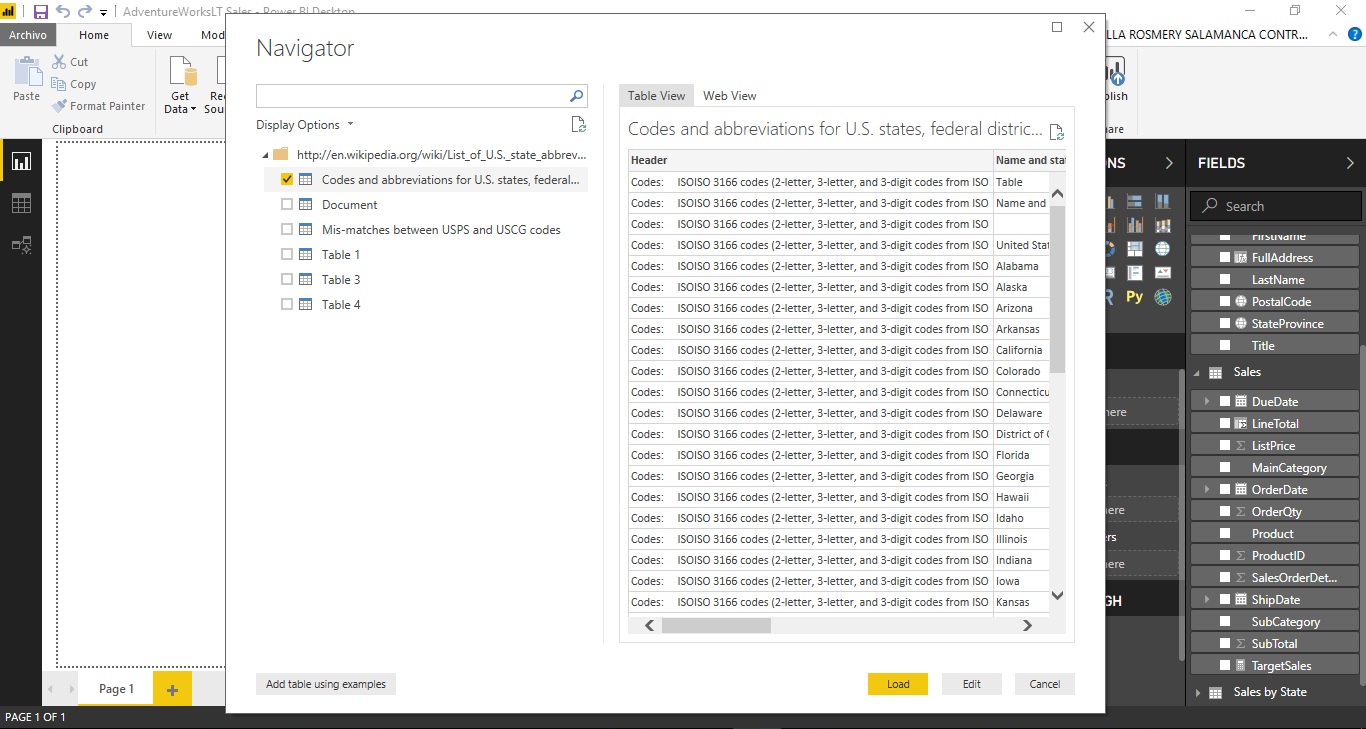 AdventureWorksLT Sales - Power BI Desktop
LLA ROSMERY SALAMANCA CONTR...
Archivo
Home
View
Mod
Paste
Cut
Copy
Format Painter
Clipboard
Get
Data
Rec
Sou
blish
are
Navigator
Display Options
http://en.wikipedia.org/wiki/List_of_U.S._state_abbrev...
Codes and abbreviations for U.S. states, federal...
Document
Mis-matches between USPS and USCG codes
Table 1
Table 3
Table 4
Table View
Web View
Codes and abbreviations for U.S. states, federal distric...
Header Name and stat
Codes: ISOISO 3166 codes (2-letter, 3-letter, and 3-digit codes from ISO Table
Codes: ISOISO 3166 codes (2-letter, 3-letter, and 3-digit codes from ISO Name and
Codes: ISOISO 3166 codes (2-letter, 3-letter, and 3-digit codes from ISO
Codes: ISOISO 3166 codes (2-letter, 3-letter, and 3-digit codes from ISO United Stat
Codes: ISOISO 3166 codes (2-letter, 3-letter, and 3-digit codes from ISO Alabama
Codes: ISOISO 3166 codes (2-letter, 3-letter, and 3-digit codes from ISO Alaska
Codes: ISOISO 3166 codes (2-letter, 3-letter, and 3-digit codes from ISO Arizona
Codes: ISOISO 3166 codes (2-letter, 3-letter, and 3-digit codes from ISO Arkansas
Codes: ISOISO 3166 codes (2-letter, 3-letter, and 3-digit codes from ISO California
Codes: ISOISO 3166 codes (2-letter, 3-letter, and 3-digit codes from ISO Colorado
Codes: ISOISO 3166 codes (2-letter, 3-letter, and 3-digit codes from ISO Connecticu
Codes: ISOISO 3166 codes (2-letter, 3-letter, and 3-digit codes from ISO Delaware
Codes: ISOISO 3166 codes (2-letter, 3-letter, and 3-digit codes from ISO District of C
Codes: ISOISO 3166 codes (2-letter, 3-letter, and 3-digit codes from ISO Florida
Codes: ISOISO 3166 codes (2-letter, 3-letter, and 3-digit codes from ISO Georgia
Codes: ISOISO 3166 codes (2-letter, 3-letter, and 3-digit codes from ISO Hawaii
Codes: ISOISO 3166 codes (2-letter, 3-letter, and 3-digit codes from ISO Idaho
Codes: ISOISO 3166 codes (2-letter, 3-letter, and 3-digit codes from ISO Illinois
Codes: ISOISO 3166 codes (2-letter, 3-letter, and 3-digit codes from ISO Indiana
Codes: ISOISO 3166 codes (2-letter, 3-letter, and 3-digit codes from ISO Iowa
Codes: ISOISO 3166 codes (2-letter, 3-letter, and 3-digit codes from ISO Kansas
Add table using examples
Load
Edit
Cancel
ONS
R
Py
here
ere
ers
ere
GH
FIELDS
Search
FirstName
FullAddress
LastName
PostalCode
StateProvince
Title
Sales
DueDate
LineTotal
Σ ListPrice
MainCategory
OrderDate
Σ OrderQty
Product
Σ ProductID
Σ SalesOrderDet...
ShipDate
SubCategory
Σ SubTotal
TargetSales
Sales by State
Page 1
+
PAGE 1 OF 1